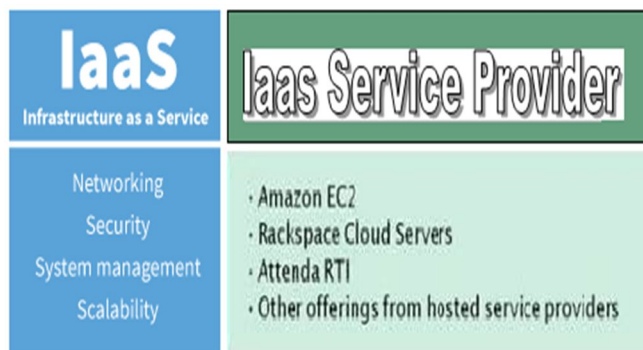 IaaS
Infrastructure as a Service
Iaas Service Provider
Networking
Security
System management
Scalability
· Amazon EC2
· Rackspace Cloud Servers
· Attenda RTI
· Other offerings from hosted service providers